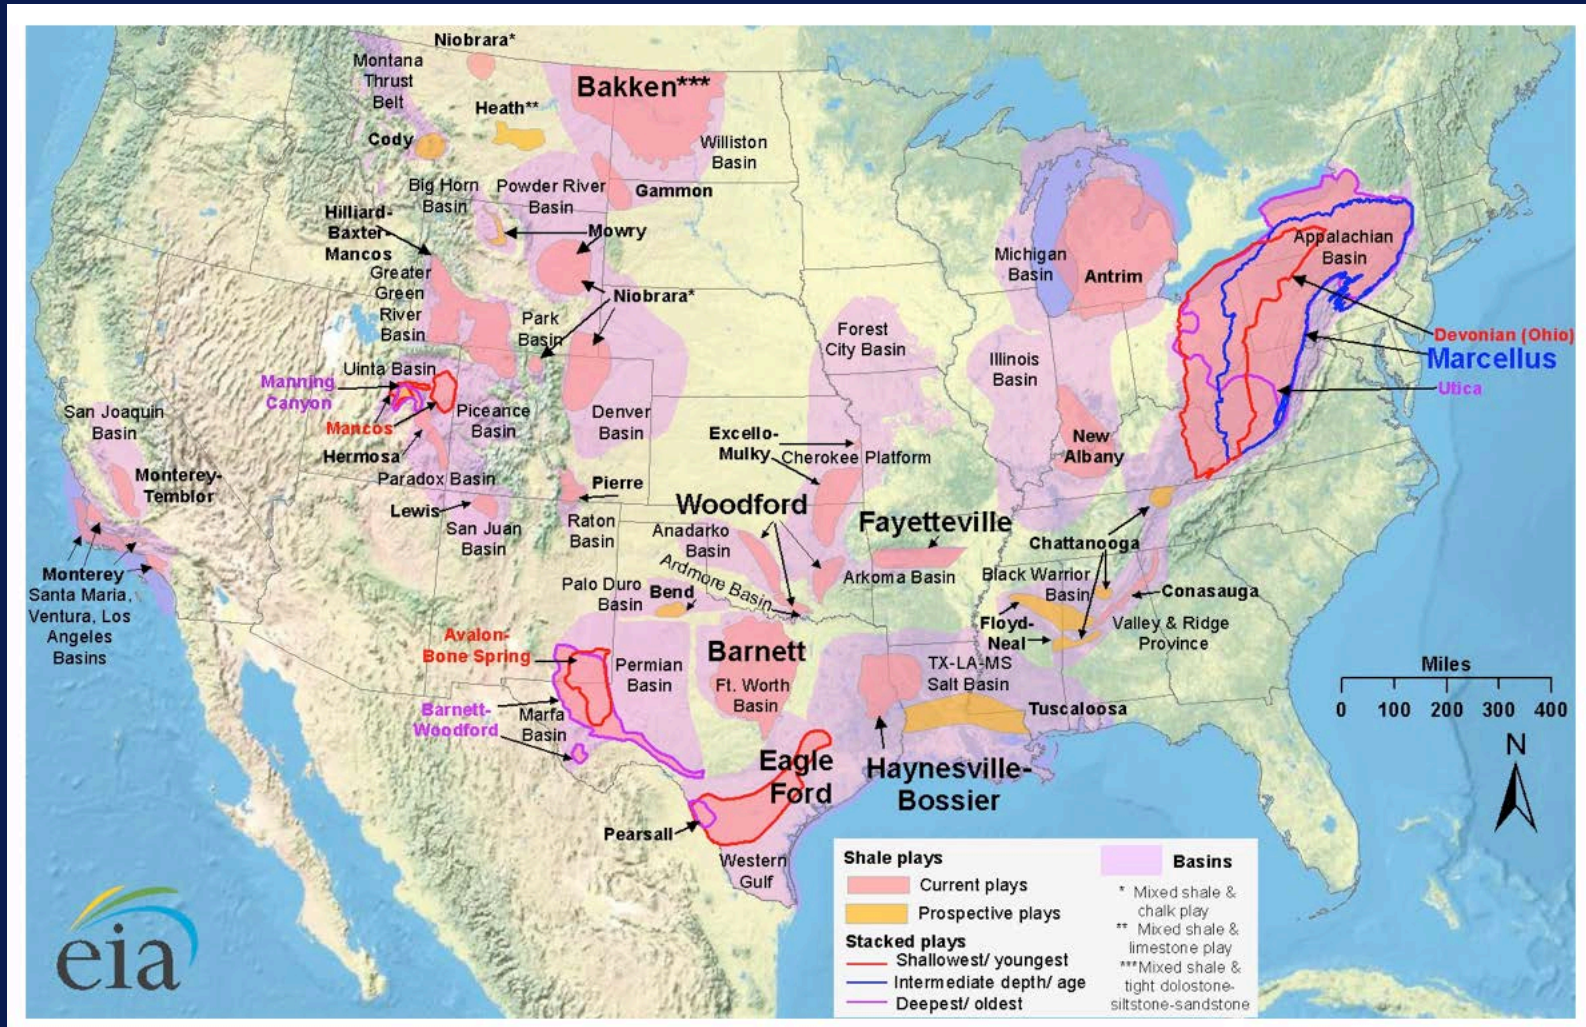 Niobrara*
Montana
Thrust
Belt
Bakken***
Heath**
Cody
Williston
Basin
Big Horn
Basin
Powder River
Basin
Gammon
Hilliard-
Baxter-
Mancos
Mowry
Greater
Green
River
Basin
Niobrara*
Park
Basin
Uinta Basin
Manning
Canyon
Mancos
Piceance
Basin
Denver
Basin
San Joaquin
Basin
Hermosa
Monterey-
Temblor
Paradox Basin
Lewis
San Juan
Basin
Pierre
Raton
Basin
Monterey
Santa Maria,
Ventura, Los
Angeles
Basins
Michigan
Basin
Antrim
Appalachian
Basin
Devonian (Ohio)
Marcellus
Utica
Forest
City Basin
Illinois
Basin
New
Albany
Excello-
Mulky
Cherokee Platform
Woodford
Anadarko
Basin
Ardmore Basin
Fayetteville
Arkoma Basin
Chattanooga
Black Warrior
Basin
Conasauga
Floyd-
Neal
Valley & Ridge
Province
Palo Duro
Basin
Bend
Avalon-
Bone Spring
Permian
Basin
Barnett
Ft. Worth
Basin
TX-LA-MS
Salt Basin
Tuscaloosa
Barnett-
Woodford
Marfa
Basin
Eagle
Ford
Haynesville-
Bossier
Pearsall
Western
Gulf
Miles
0 100 200 300 400
N
Shale plays
Current plays
Prospective plays
Stacked plays
Shallowest/ youngest
Intermediate depth/ age
Deepest/ oldest
Basins
* Mixed shale &
chalk play
** Mixed shale &
limestone play
***Mixed shale &
tight dolostone-
siltstone-sandstone
eia